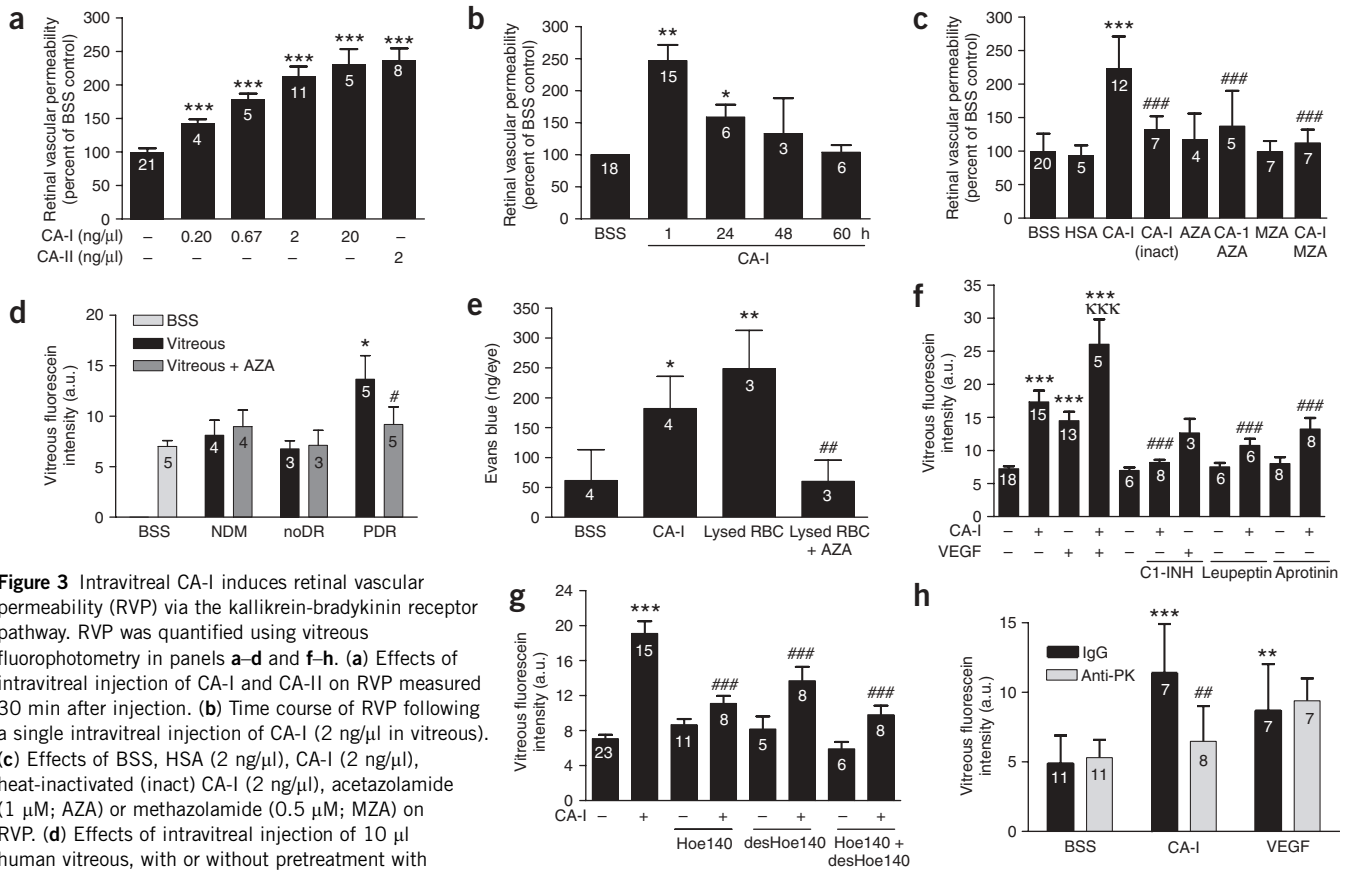 a
Retinal vascular permeability
(percent of BSS control)
300
250
200
150
100
50
0
***
***
***
***
***
21
4
5
11
5
8
CA-I (ng/µl) – 0.20 0.67 2 20 –
CA-II (ng/µl) – – – – – 2
b
Retinal vascular permeability
(percent of BSS control)
300
250
200
150
100
50
0
**
*
18
15
6
3
6
BSS 1 24 48 60 h
CA-I
c
Retinal vascular permeability
(percent of BSS control)
300
250
200
150
100
50
0
***
###
###
###
20
5
12
7
4
5
7
7
BSS HSA CA-I CA-I AZA CA-1 MZA CA-I
(inact) AZA MZA
d
Vitreous fluorescein
intensity (a.u.)
20
15
10
5
0
BSS
Vitreous
Vitreous + AZA
*
#
5
4
4
3
3
5
5
BSS NDM noDR PDR
e
Evans blue (ng/eye)
350
300
250
200
150
100
50
0
*
**
##
4
4
3
3
BSS CA-I Lysed RBC Lysed RBC
+ AZA
f
Vitreous fluorescein
intensity (a.u.)
35
30
25
20
15
10
5
0
***
***
***
κκκ
###
###
###
18
15
13
5
6
8
3
6
6
8
8
CA-I – + – + – + – – + – +
VEGF – – + + – – + – – – –
C1-INH Leupeptin Aprotinin
Figure 3 Intravitreal CA-I induces retinal vascular
permeability (RVP) via the kallikrein-bradykinin receptor
pathway. RVP was quantified using vitreous
fluorophotometry in panels a–d and f–h. (a) Effects of
intravitreal injection of CA-I and CA-II on RVP measured
30 min after injection. (b) Time course of RVP following
a single intravitreal injection of CA-I (2 ng/µl in vitreous).
(c) Effects of BSS, HSA (2 ng/µl), CA-I (2 ng/µl),
heat-inactivated (inact) CA-I (2 ng/µl), acetazolamide
(1 µM; AZA) or methazolamide (0.5 µM; MZA) on
RVP. (d) Effects of intravitreal injection of 10 µl
human vitreous, with or without pretreatment with
g
Vitreous fluorescein
intensity (a.u.)
24
20
16
12
8
4
0
***
###
###
###
23
15
11
8
5
8
6
8
CA-I – + – + – + – +
Hoe140 desHoe140 Hoe140 +
desHoe140
h
Vitreous fluorescein
intensity (a.u.)
15
10
5
0
IgG
Anti-PK
***
##
**
11
11
7
8
7
7
BSS CA-I VEGF